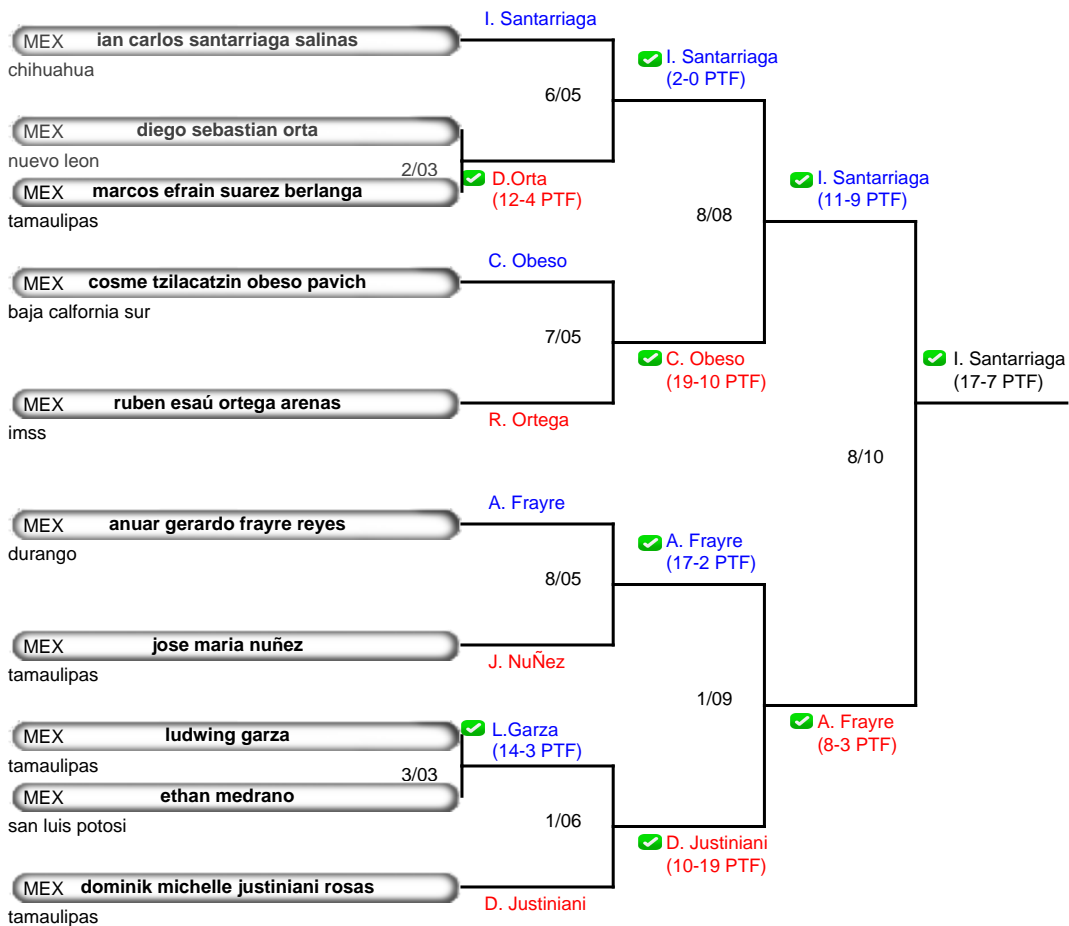 I. Santarriaga
MEX ian carlos santarriaga salinas
chihuahua
I. Santarriaga
(2-0 PTF)
6/05
MEX diego sebastian orta
nuevo leon
2/03
MEX marcos efrain suarez berlanga
tamaulipas
D.Orta
(12-4 PTF)
I. Santarriaga
(11-9 PTF)
8/08
C. Obeso
MEX cosme tzilacatzin obeso pavich
baja calfornia sur
7/05
C. Obeso
(19-10 PTF)
I. Santarriaga
(17-7 PTF)
MEX ruben esaú ortega arenas
imss
R. Ortega
8/10
A. Frayre
MEX anuar gerardo frayre reyes
durango
A. Frayre
(17-2 PTF)
8/05
MEX jose maria nuñez
tamaulipas
J. NuÑez
1/09
A. Frayre
(8-3 PTF)
MEX ludwing garza
tamaulipas
L.Garza
(14-3 PTF)
3/03
MEX ethan medrano
san luis potosi
1/06
D. Justiniani
(10-19 PTF)
MEX dominik michelle justiniani rosas
tamaulipas
D. Justiniani